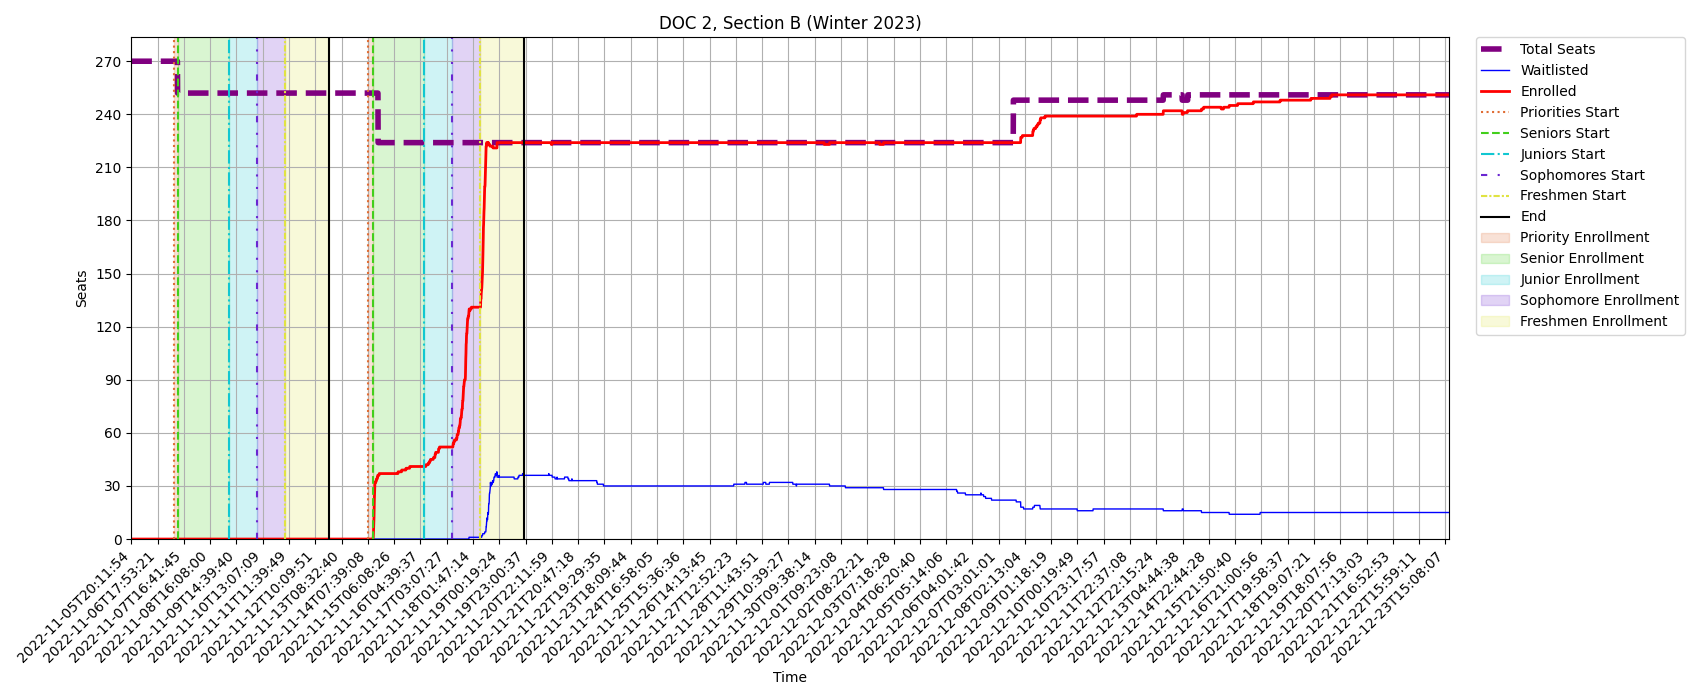 DOC 2, Section B (Winter 2023)
Seats
270
240
210
180
150
120
90
60
30
0
2022-11-05T20:11:54
2022-11-06T17:53:21
2022-11-07T16:41:45
2022-11-08T16:08:00
2022-11-09T14:39:40
2022-11-10T13:07:09
2022-11-11T11:39:49
2022-11-12T10:09:51
2022-11-13T08:32:40
2022-11-14T07:39:08
2022-11-15T06:08:26
2022-11-16T04:39:37
2022-11-17T03:07:27
2022-11-18T01:47:14
2022-11-19T00:19:24
2022-11-19T23:00:37
2022-11-20T22:11:59
2022-11-21T20:47:18
2022-11-22T19:29:35
2022-11-23T18:09:44
2022-11-24T16:58:05
2022-11-25T15:36:36
2022-11-26T14:13:45
2022-11-27T12:52:23
2022-11-28T11:43:51
2022-11-29T10:39:27
2022-11-30T09:38:14
2022-12-01T09:23:08
2022-12-02T08:22:21
2022-12-03T07:18:28
2022-12-04T06:20:40
2022-12-05T05:14:06
2022-12-06T04:01:42
2022-12-07T03:01:01
2022-12-08T02:13:04
2022-12-09T01:18:19
2022-12-10T00:19:49
2022-12-10T23:17:57
2022-12-11T22:37:08
2022-12-12T22:15:24
2022-12-13T04:44:38
2022-12-14T22:44:28
2022-12-15T21:50:40
2022-12-16T21:00:56
2022-12-17T19:58:37
2022-12-18T19:07:21
2022-12-19T18:07:56
2022-12-20T17:13:03
2022-12-21T16:52:53
2022-12-22T15:59:11
2022-12-23T15:08:07
Time
Total Seats
Waitlisted
Enrolled
Priorities Start
Seniors Start
Juniors Start
Sophomores Start
Freshmen Start
End
Priority Enrollment
Senior Enrollment
Junior Enrollment
Sophomore Enrollment
Freshmen Enrollment